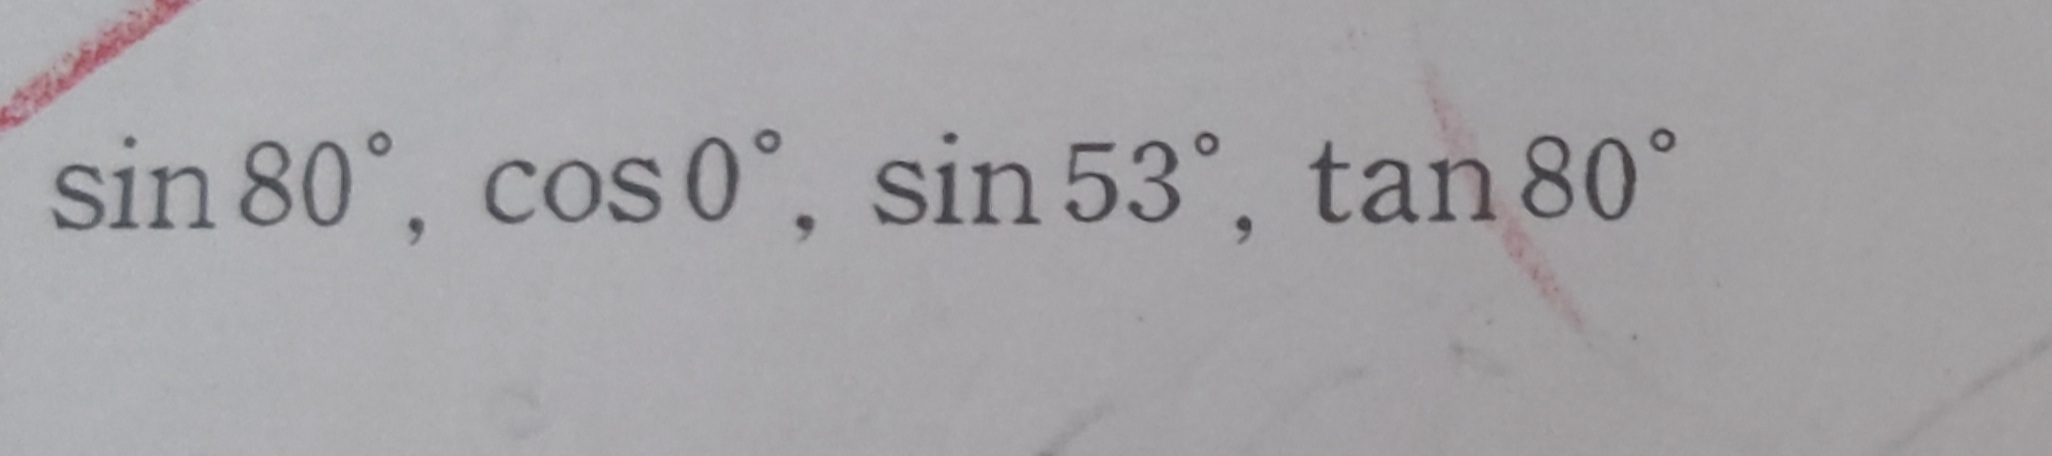 sin 80°, cos 0°, sin 53°, tan 80°